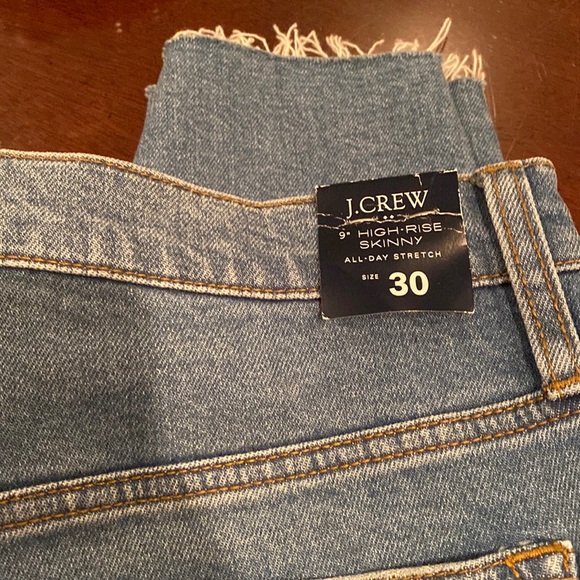 J.CREW
9" HIGH-RISE
SKINNY
ALL-DAY STRETCH
SIZE 30